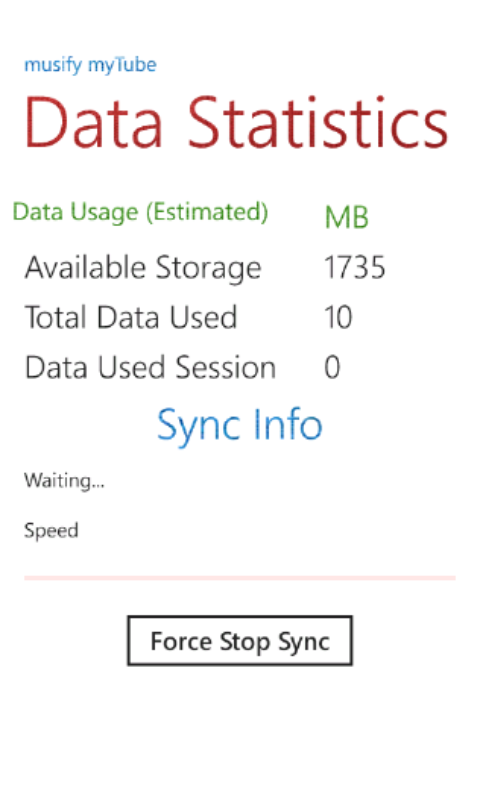 musify myTube
Data Statistics
Data Usage (Estimated) MB
Available Storage 1735
Total Data Used 10
Data Used Session 0
Sync Info
Waiting...
Speed
Force Stop Sync